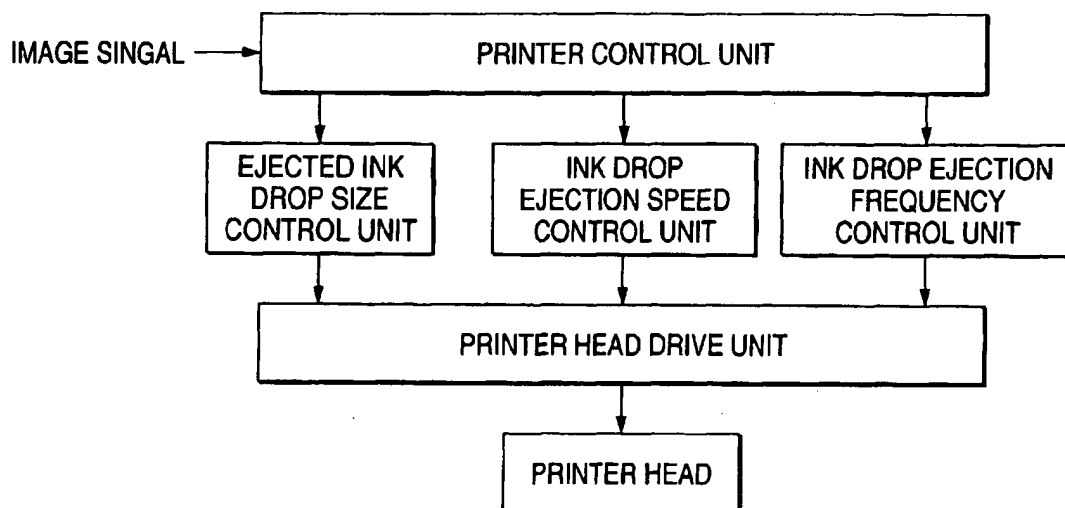 IMAGE SINGAL
PRINTER CONTROL UNIT
EJECTED INK
DROP SIZE
CONTROL UNIT
INK DROP
EJECTION SPEED
CONTROL UNIT
INK DROP EJECTION
FREQUENCY
CONTROL UNIT
PRINTER HEAD DRIVE UNIT
PRINTER HEAD